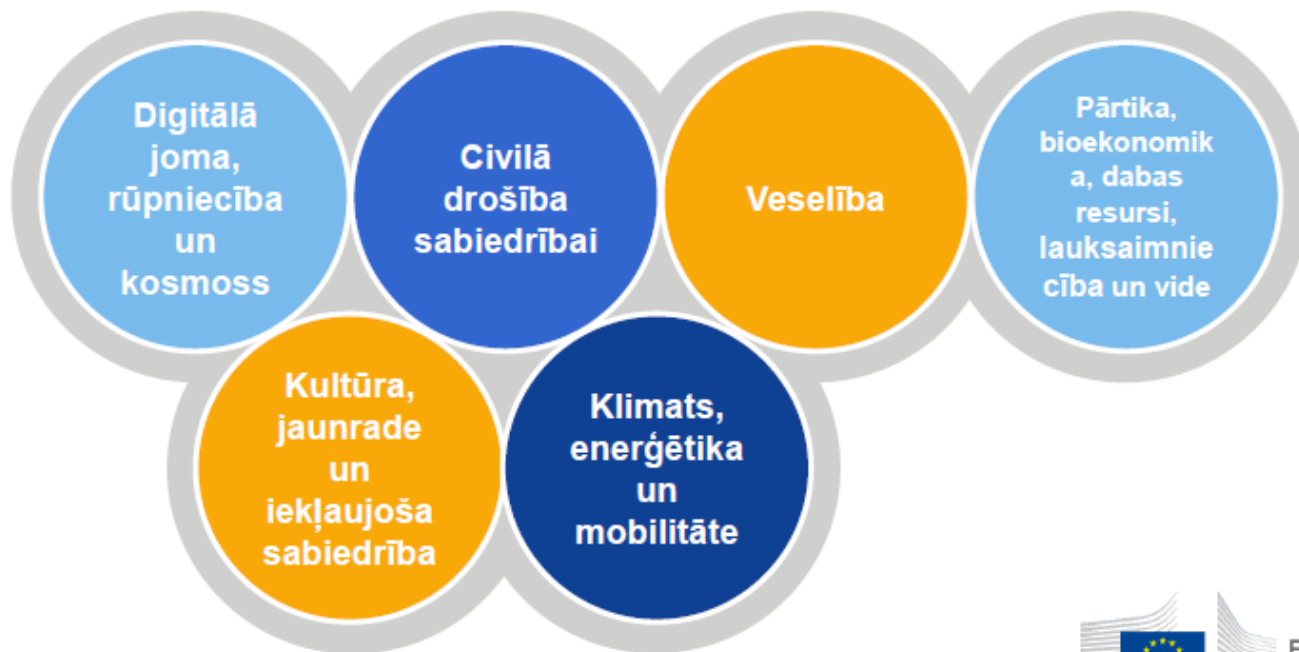 Digitālā
joma,
rūpniecība
un
kosmoss
Civilā
drošība
sabiedrībai
Veselība
Pārtika,
bioekonomik
a, dabas
resursi,
lauksaimnie
cība un vide
Kultūra,
jaunrade
un
iekļaujoša
sabiedrība
Klimats,
enerģētika
un
mobilitāte